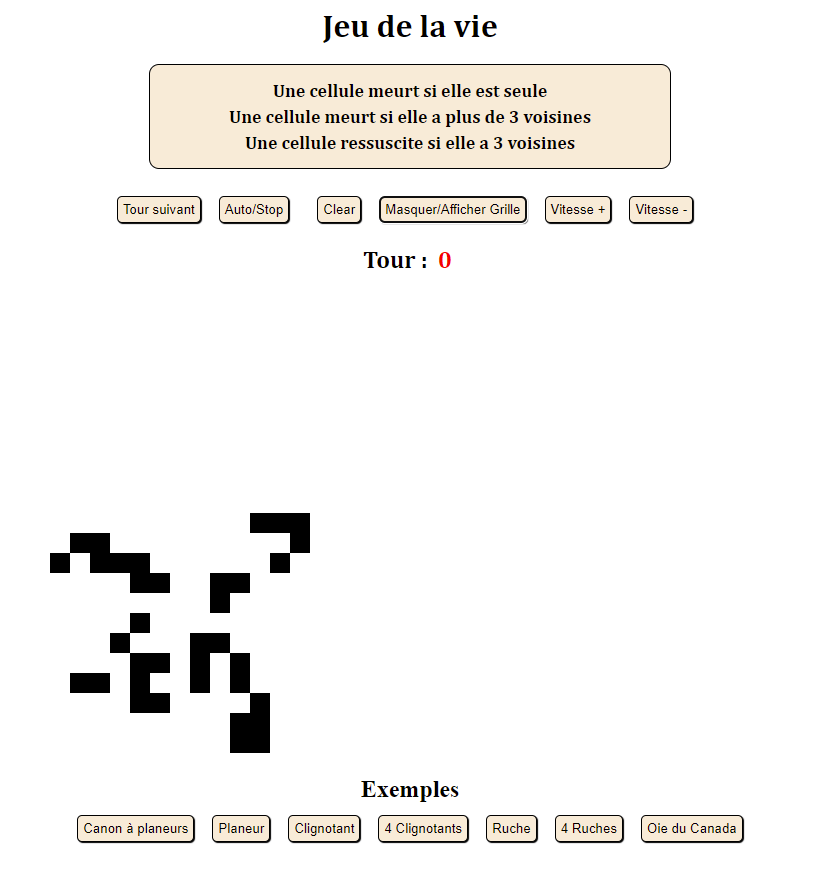 Jeu de la vie
Une cellule meurt si elle est seule
Une cellule meurt si elle a plus de 3 voisines
Une cellule ressuscite si elle a 3 voisines
Tour suivant Auto/Stop Clear Masquer/Afficher Grille Vitesse + Vitesse -
Tour : 0
Exemples
Canon à planeurs Planeur Clignotant 4 Clignotants Ruche 4 Ruches Oie du Canada